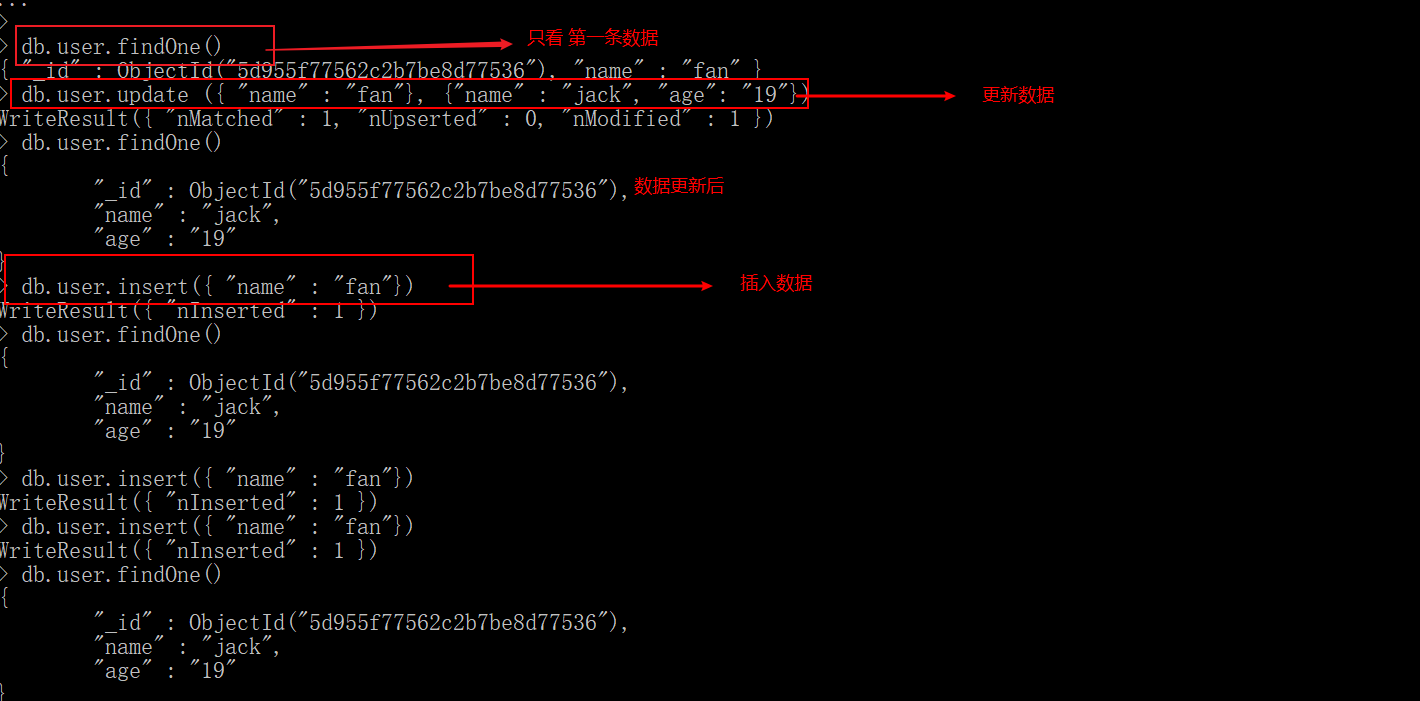 ...
>
> db.user.findOne() 只看 第一条数据
{ "_id" : ObjectId("5d955f77562c2b7be8d77536"), "name" : "fan" }
> db.user.update ({ "name" : "fan"}, {"name" : "jack", "age": "19"}) 更新数据
WriteResult({ "nMatched" : 1, "nUpserted" : 0, "nModified" : 1 })
> db.user.findOne()
{
"_id" : ObjectId("5d955f77562c2b7be8d77536"), 数据更新后
"name" : "jack",
"age" : "19"
}
> db.user.insert({ "name" : "fan"}) 插入数据
WriteResult({ "nInserted" : 1 })
> db.user.findOne()
{
"_id" : ObjectId("5d955f77562c2b7be8d77536"),
"name" : "jack",
"age" : "19"
}
> db.user.insert({ "name" : "fan"})
WriteResult({ "nInserted" : 1 })
> db.user.insert({ "name" : "fan"})
WriteResult({ "nInserted" : 1 })
> db.user.findOne()
{
"_id" : ObjectId("5d955f77562c2b7be8d77536"),
"name" : "jack",
"age" : "19"
}